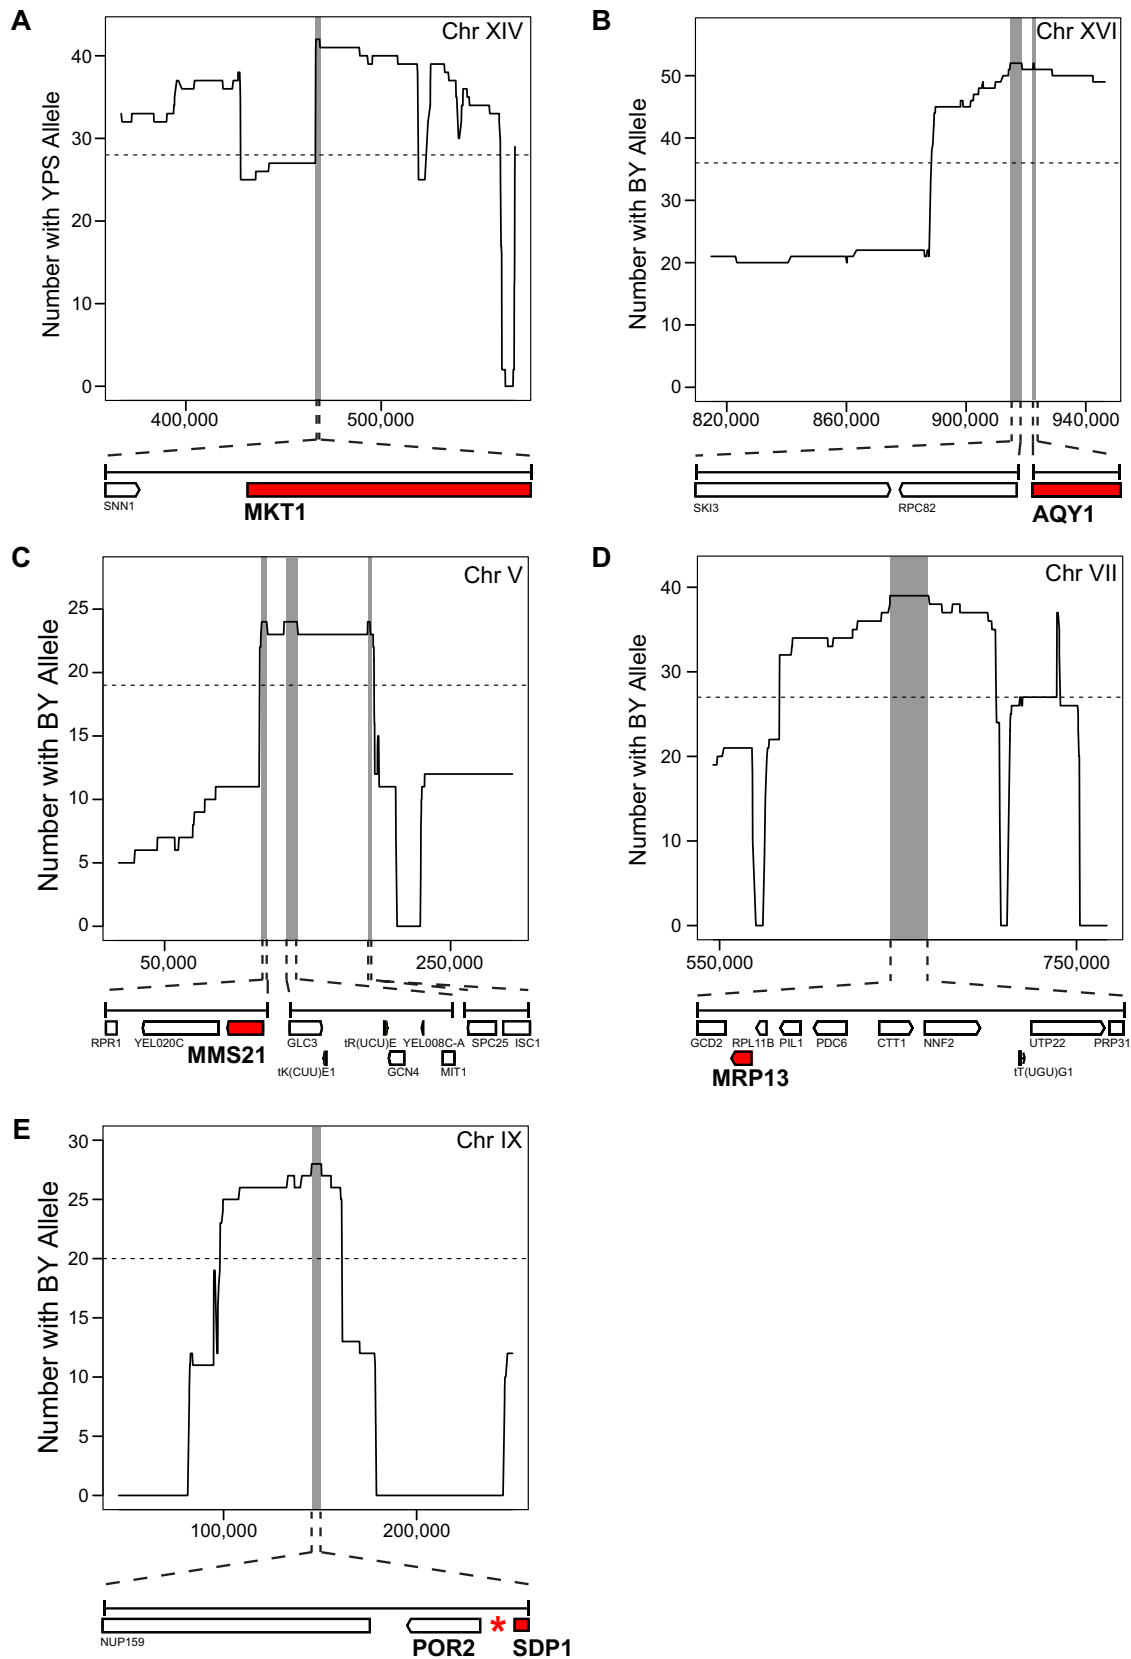 A
Chr XIV
Number with YPS Allele
40
30
20
10
0
400,000
500,000
SNN1
MKT1
B
Chr XVI
Number with BY Allele
50
40
30
20
10
0
820,000
860,000
900,000
940,000
SKI3
RPC82
AQY1
C
Chr V
Number with BY Allele
25
20
15
10
5
0
50,000
250,000
RPR1
YEL020C
MMS21
GLC3
tK(CUU)E1
tR(UCU)E
GCN4
YEL008C-A
MIT1
SPC25
ISC1
D
Chr VII
Number with BY Allele
40
30
20
10
0
550,000
750,000
GCD2
RPL11B
MRP13
PIL1
PDC6
CTT1
NNF2
tT(UGU)G1
UTP22
PRP31
E
Chr IX
Number with BY Allele
30
25
20
15
10
5
0
100,000
200,000
NUP159
POR2
*
SDP1